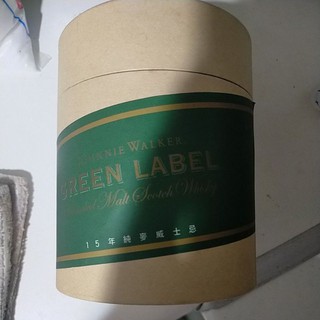 JOHNNIE WALKER
GREEN LABEL
Blended Malt Scotch Whisky
15年純麥威士忌